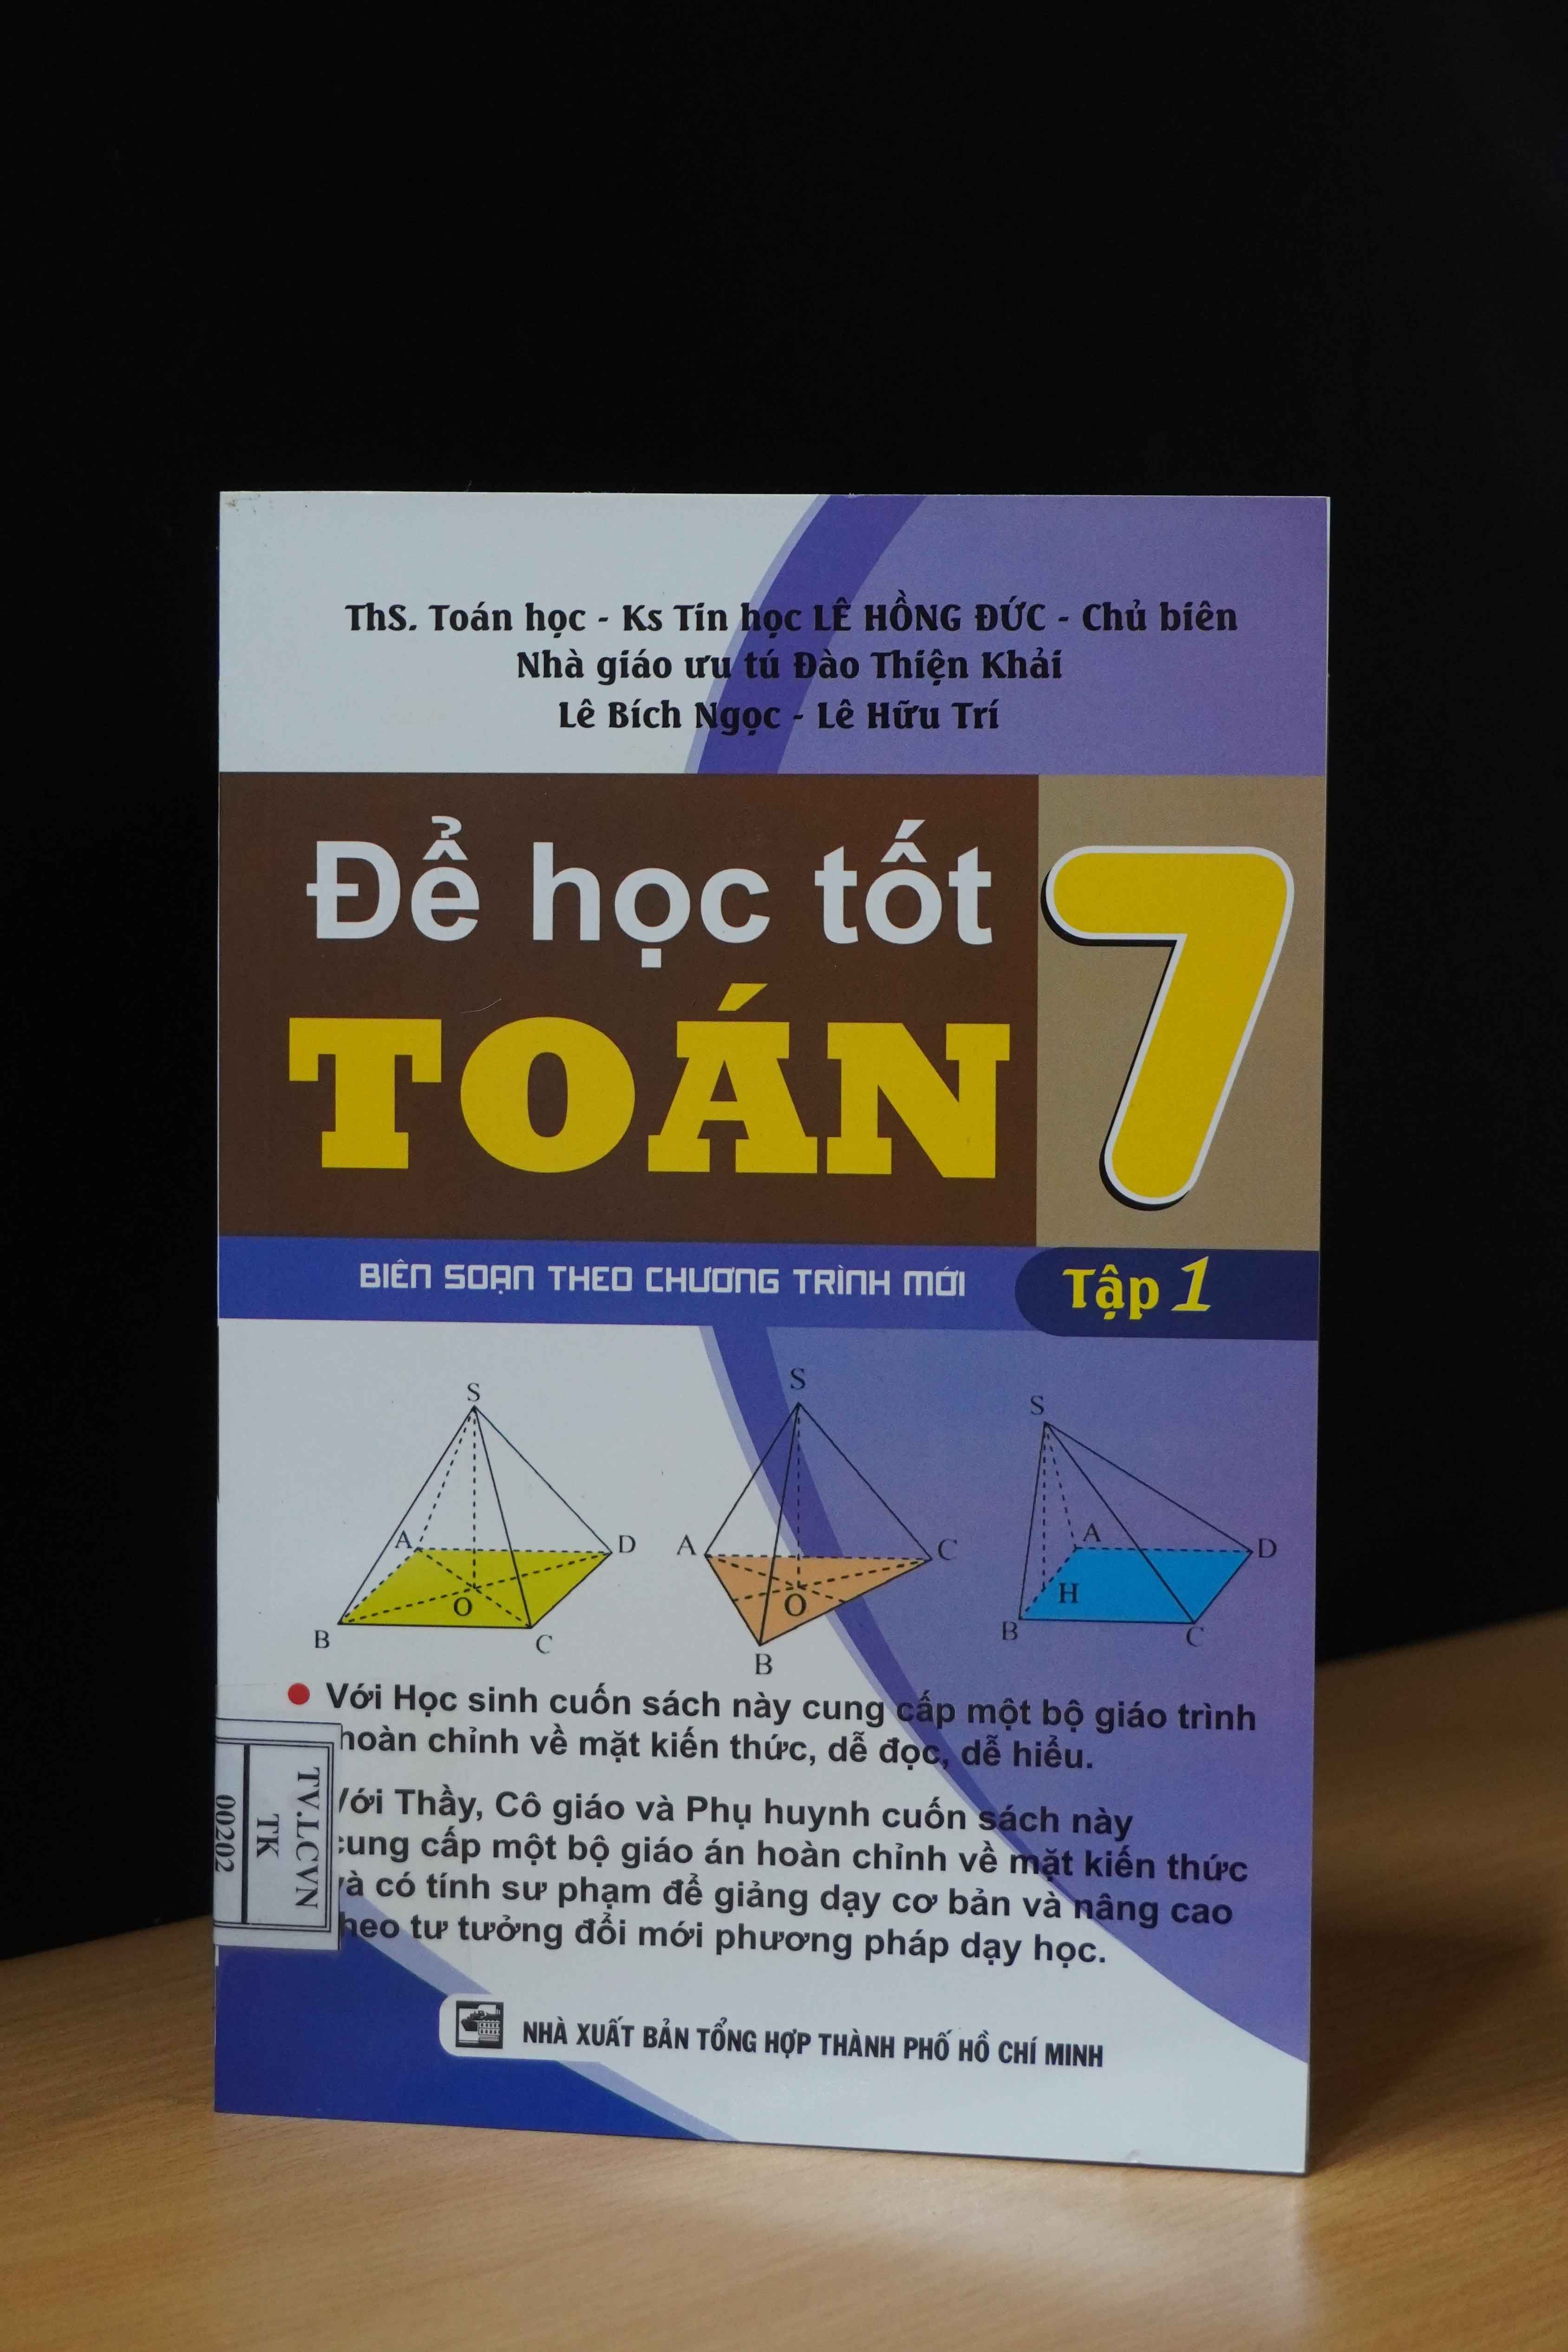 ThS. Toán học - Ks Tin học LÊ HỒNG ĐỨC - Chủ biên
Nhà giáo ưu tú Đào Thiện Khải
Lê Bích Ngọc - Lê Hữu Trí
Để học tốt
TOÁN 7
BIÊN SOẠN THEO CHƯƠNG TRÌNH MỚI
Tập 1
S
A
D
O
B
C
S
A
C
O
B
S
A
D
H
B
C
Với Học sinh cuốn sách này cung cấp một bộ giáo trình
hoàn chỉnh về mặt kiến thức, dễ đọc, dễ hiểu.
Với Thầy, Cô giáo và Phụ huynh cuốn sách này
cung cấp một bộ giáo án hoàn chỉnh về mặt kiến thức
và có tính sư phạm để giảng dạy cơ bản và nâng cao
theo tư tưởng đổi mới phương pháp dạy học.
TV.LCVN
TK
00202
NHÀ XUẤT BẢN TỔNG HỢP THÀNH PHỐ HỒ CHÍ MINH